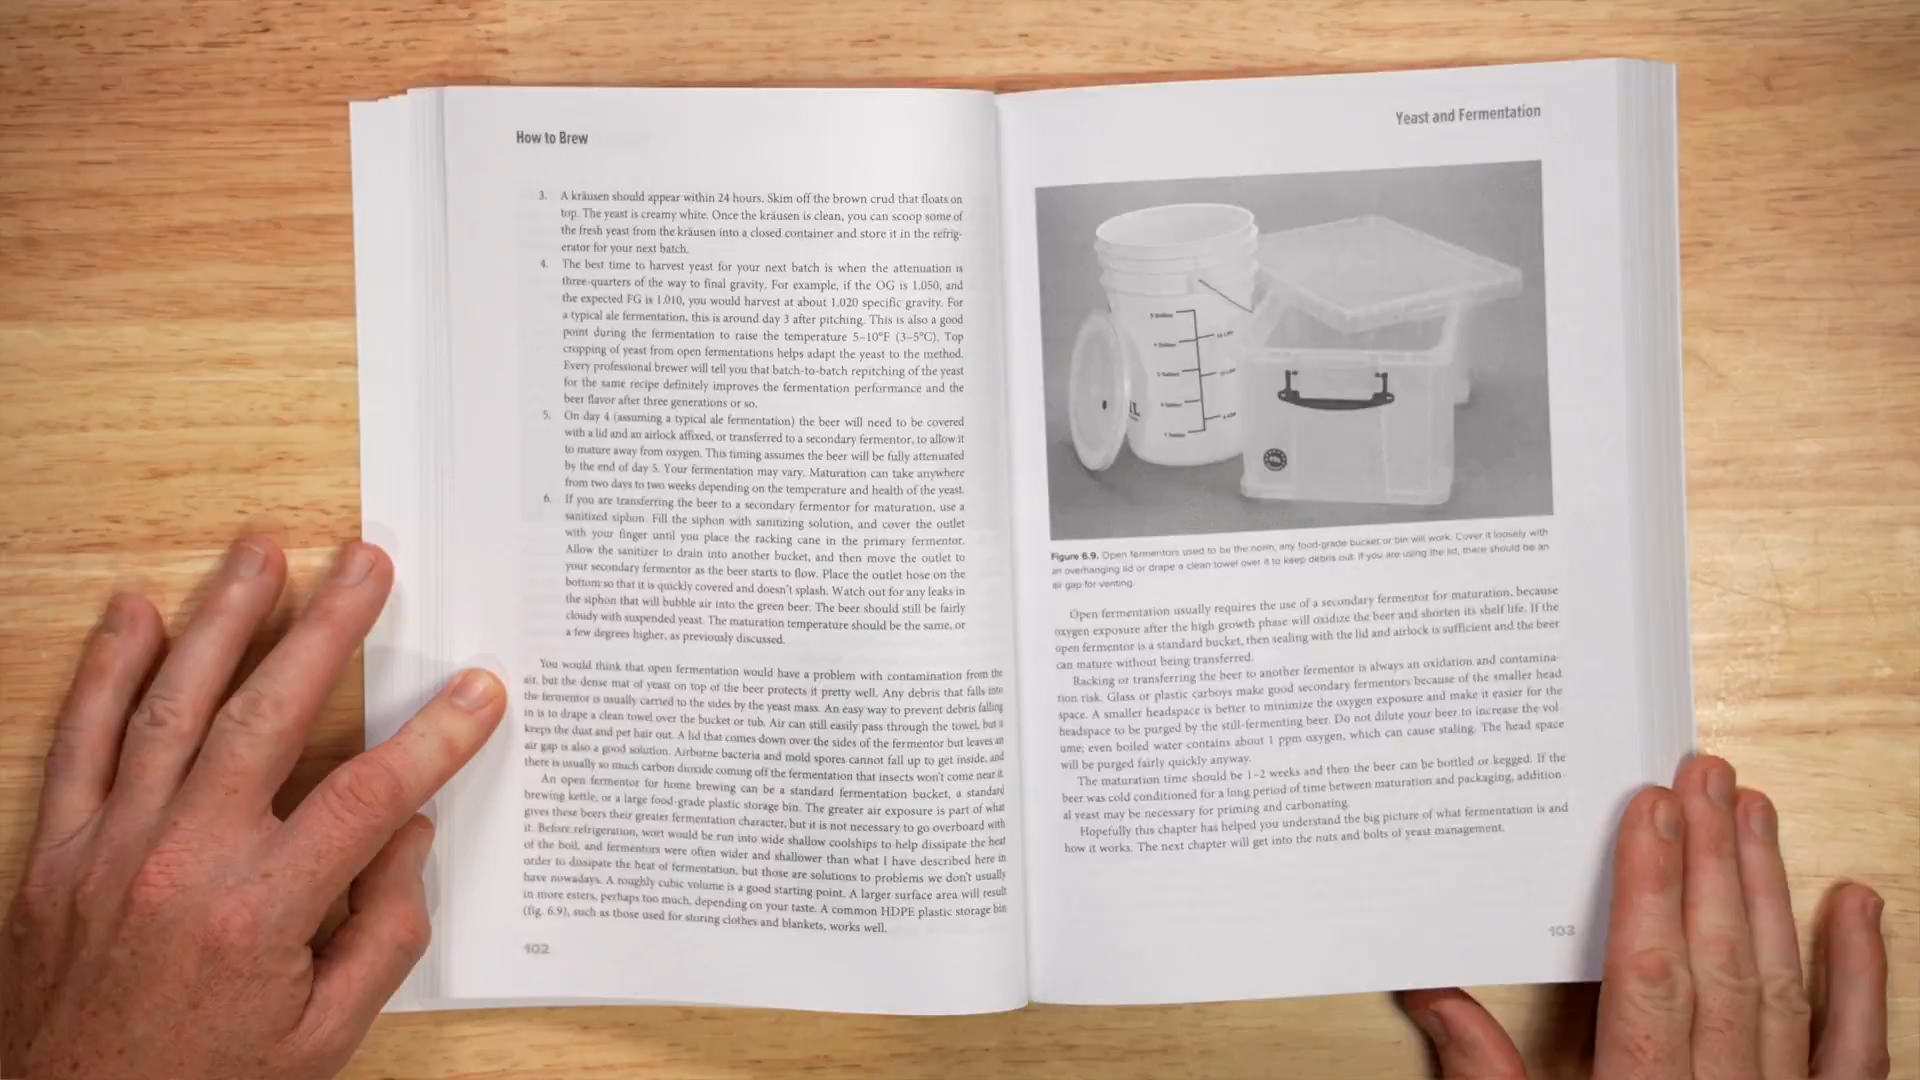 How to Brew
3. A kräusen should appear within 24 hours. Skim off the brown crud that floats on
top. The yeast is creamy white. Once the kräusen is clean, you can scoop some of
the fresh yeast from the kräusen into a closed container and store it in the refrig-
erator for your next batch.
4. The best time to harvest yeast for your next batch is when the attenuation is
three-quarters of the way to final gravity. For example, if the OG is 1.050, and
the expected FG is 1.010, you would harvest at about 1.020 specific gravity. For
a typical ale fermentation, this is around day 3 after pitching. This is also a good
point during the fermentation to raise the temperature 5–10°F (3–5°C). Top
cropping of yeast from open fermentations helps adapt the yeast to the method.
Every professional brewer will tell you that batch-to-batch repitching of the yeast
for the same recipe definitely improves the fermentation performance and the
beer flavor after three generations or so.
5. On day 4 (assuming a typical ale fermentation) the beer will need to be covered
with a lid and an airlock affixed, or transferred to a secondary fermentor, to allow it
to mature away from oxygen. This timing assumes the beer will be fully attenuated
by the end of day 5. Your fermentation may vary. Maturation can take anywhere
from two days to two weeks depending on the temperature and health of the yeast.
6. If you are transferring the beer to a secondary fermentor for maturation, use a
sanitized siphon. Fill the siphon with sanitizing solution, and cover the outlet
with your finger until you place the racking cane in the primary fermentor.
Allow the sanitizer to drain into another bucket, and then move the outlet to
your secondary fermentor as the beer starts to flow. Place the outlet hose on the
bottom so that it is quickly covered and doesn't splash. Watch out for any leaks in
the siphon that will bubble air into the green beer. The beer should still be fairly
cloudy with suspended yeast. The maturation temperature should be the same, or
a few degrees higher, as previously discussed.
You would think that open fermentation would have a problem with contamination from the
air, but the dense mat of yeast on top of the beer protects it pretty well. Any debris that falls into
the fermentor is usually carried to the sides by the yeast mass. An easy way to prevent debris falling
in is to drape a clean towel over the bucket or tub. Air can still easily pass through the towel, but it
keeps the dust and pet hair out. A lid that comes down over the sides of the fermentor but leaves an
air gap is also a good solution. Airborne bacteria and mold spores cannot fall up to get inside, and
there is usually so much carbon dioxide coming off the fermentation that insects won't come near it.
An open fermentor for home brewing can be a standard fermentation bucket, a standard
brewing kettle, or a large food-grade plastic storage bin. The greater air exposure is part of what
gives these beers their greater fermentation character, but it is not necessary to go overboard with
it. Before refrigeration, wort would be run into wide shallow coolships to help dissipate the heat
of the boil, and fermentors were often wider and shallower than what I have described here in
order to dissipate the heat of fermentation, but those are solutions to problems we don't usually
have nowadays. A roughly cubic volume is a good starting point. A larger surface area will result
in more esters, perhaps too much, depending on your taste. A common HDPE plastic storage bin
(fig. 6.9), such as those used for storing clothes and blankets, works well.
102
Yeast and Fermentation
Figure 6.9. Open fermentors used to be the norm; any food-grade bucket or bin will work. Cover it loosely with
an overhanging lid or drape a clean towel over it to keep debris out. If you are using the lid, there should be an
air gap for venting.
Open fermentation usually requires the use of a secondary fermentor for maturation, because
oxygen exposure after the high growth phase will oxidize the beer and shorten its shelf life. If the
open fermentor is a standard bucket, then sealing with the lid and airlock is sufficient and the beer
can mature without being transferred.
Racking or transferring the beer to another fermentor is always an oxidation and contamina-
tion risk. Glass or plastic carboys make good secondary fermentors because of the smaller head
space. A smaller headspace is better to minimize the oxygen exposure and make it easier for the
headspace to be purged by the still-fermenting beer. Do not dilute your beer to increase the vol-
ume; even boiled water contains about 1 ppm oxygen, which can cause staling. The head space
will be purged fairly quickly anyway.
The maturation time should be 1–2 weeks and then the beer can be bottled or kegged. If the
beer was cold conditioned for a long period of time between maturation and packaging, addition-
al yeast may be necessary for priming and carbonating.
Hopefully this chapter has helped you understand the big picture of what fermentation is and
how it works. The next chapter will get into the nuts and bolts of yeast management.
103